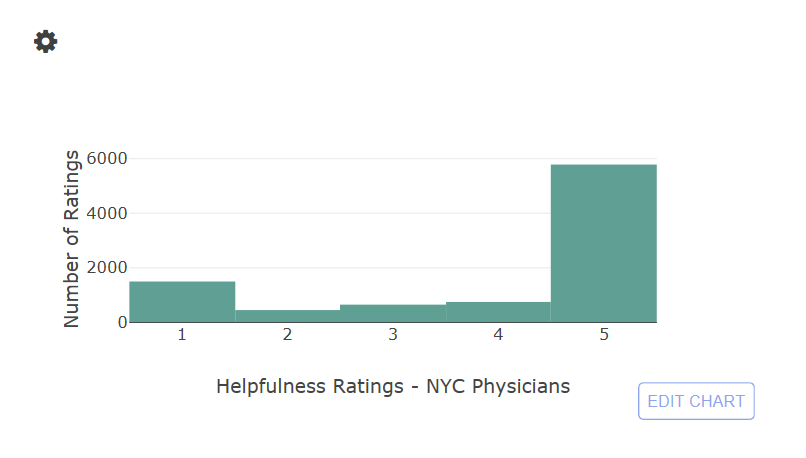 Number of Ratings
6000
4000
2000
0
1 2 3 4 5
Helpfulness Ratings - NYC Physicians
EDIT CHART